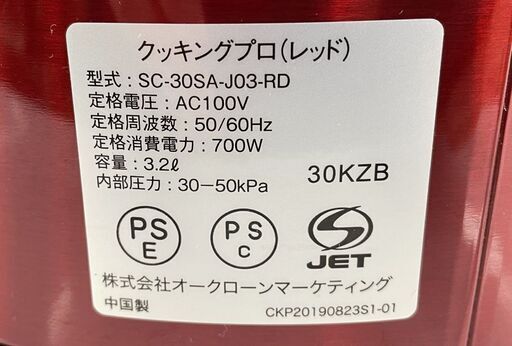 クッキングプロ(レッド)
型式：SC-30SA-J03-RD
定格電圧：AC100V
定格周波数：50/60Hz
定格消費電力：700W
容量：3.2ℓ
内部圧力：30－50kPa
30KZB
PS
E
PS
C
S
JET
株式会社オークローンマーケティング
中国製
CKP20190823S1-01